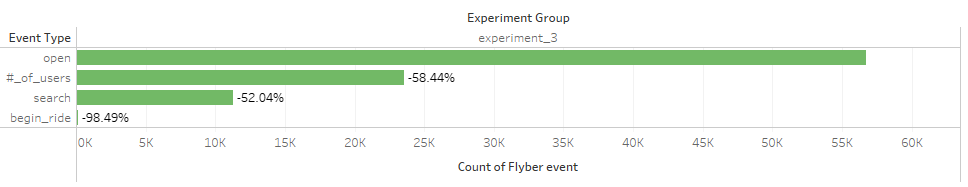 Experiment Group
Event Type experiment_3
open
#_of_users -58.44%
search -52.04%
begin_ride -98.49%
0K 5K 10K 15K 20K 25K 30K 35K 40K 45K 50K 55K 60K
Count of Flyber event